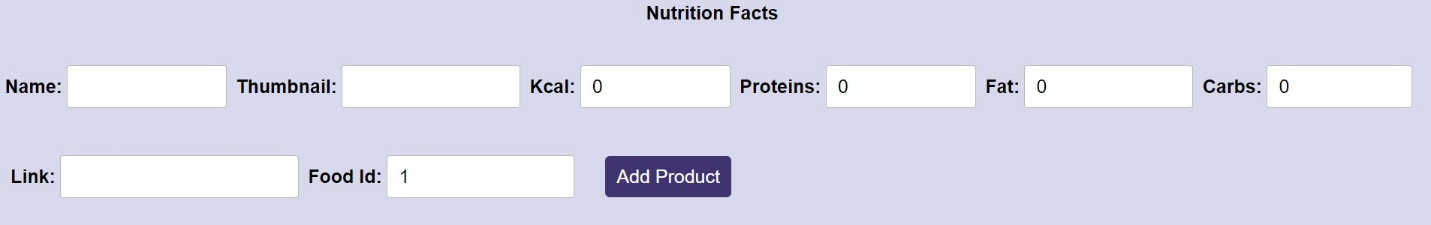 Nutrition Facts
Name: Thumbnail: Kcal: 0 Proteins: 0 Fat: 0 Carbs: 0
Link: Food Id: 1 Add Product